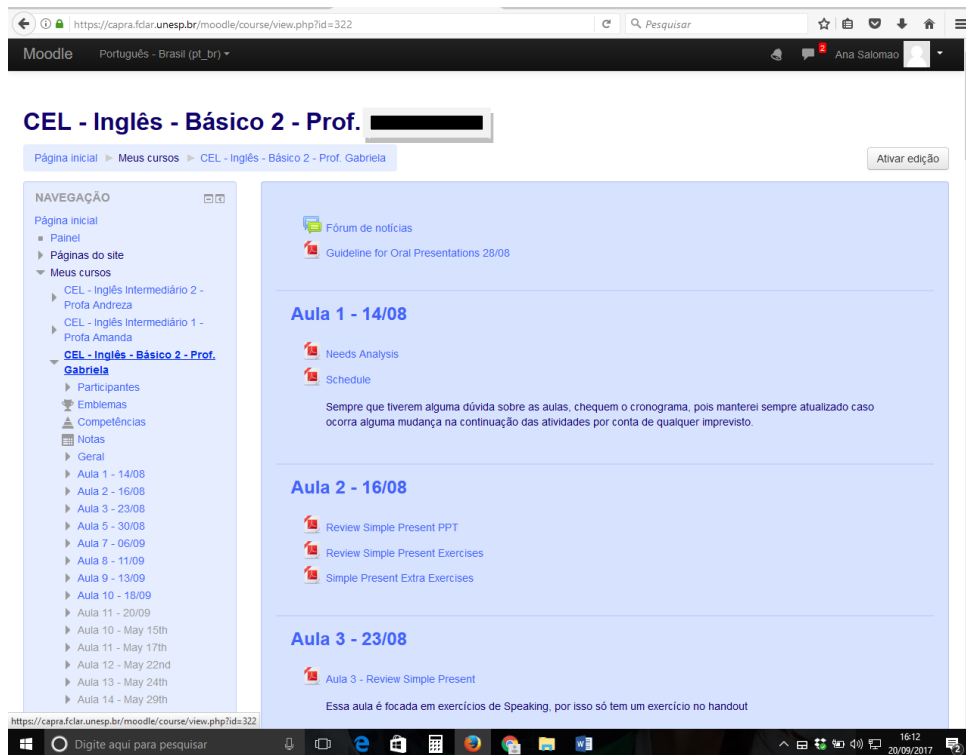 https://capra.fclar.unesp.br/moodle/course/view.php?id=322
Pesquisar
Moodle
Português - Brasil (pt_br)
2
Ana Salomao
CEL - Inglês - Básico 2 - Prof.
Página inicial
Meus cursos
CEL - Inglês - Básico 2 - Prof. Gabriela
Ativar edição
NAVEGAÇÃO
Página inicial
Painel
Páginas do site
Meus cursos
CEL - Inglês Intermediário 2 -
Profa Andreza
CEL - Inglês Intermediário 1 -
Profa Amanda
CEL - Inglês - Básico 2 - Prof.
Gabriela
Participantes
Emblemas
Competências
Notas
Geral
Aula 1 - 14/08
Aula 2 - 16/08
Aula 3 - 23/08
Aula 5 - 30/08
Aula 7 - 06/09
Aula 8 - 11/09
Aula 9 - 13/09
Aula 10 - 18/09
Aula 11 - 20/09
Aula 10 - May 15th
Aula 11 - May 17th
Aula 12 - May 22nd
Aula 13 - May 24th
Aula 14 - May 29th
Fórum de notícias
Guideline for Oral Presentations 28/08
Aula 1 - 14/08
Needs Analysis
Schedule
Sempre que tiverem alguma dúvida sobre as aulas, chequem o cronograma, pois manterei sempre atualizado caso
ocorra alguma mudança na continuação das atividades por conta de qualquer imprevisto.
Aula 2 - 16/08
Review Simple Present PPT
Review Simple Present Exercises
Simple Present Extra Exercises
Aula 3 - 23/08
Aula 3 - Review Simple Present
Essa aula é focada em exercícios de Speaking, por isso só tem um exercício no handout
https://capra.fclar.unesp.br/moodle/course/view.php?id=322
Digite aqui para pesquisar
16:12
20/09/2017